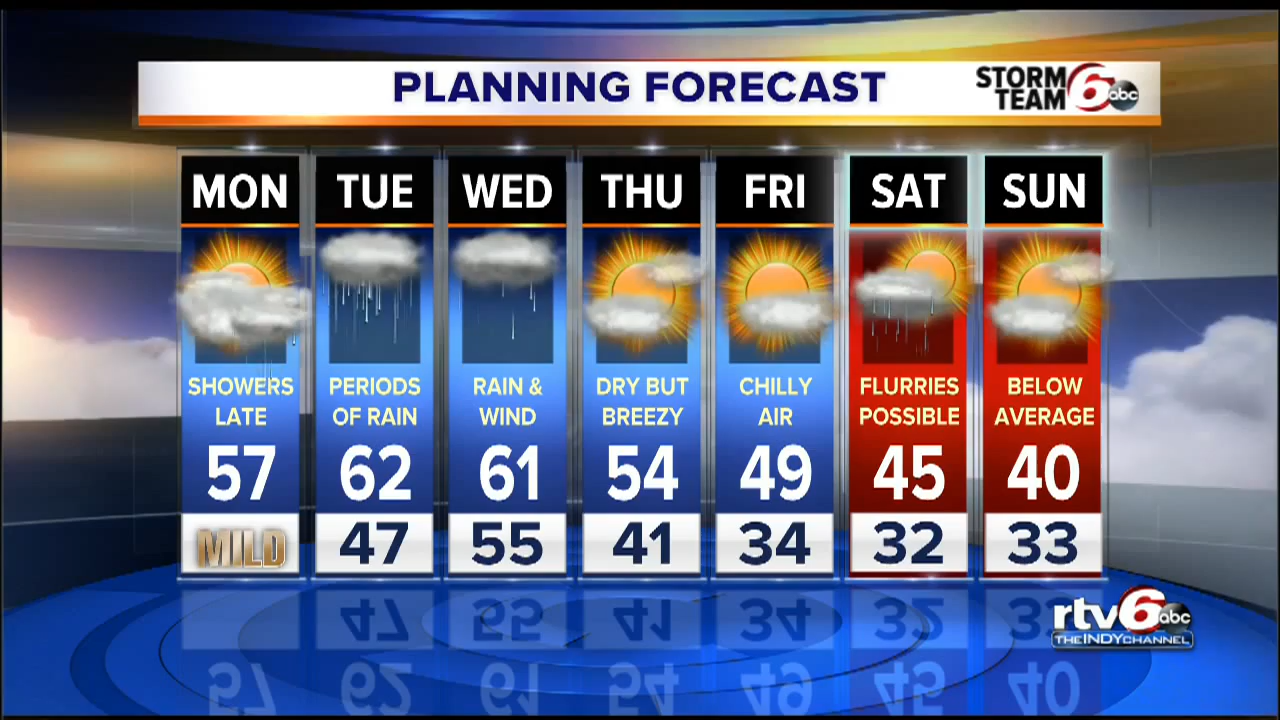 PLANNING FORECAST
STORM TEAM 6 abc
MON TUE WED THU FRI SAT SUN
SHOWERS LATE
PERIODS OF RAIN
RAIN & WIND
DRY BUT BREEZY
CHILLY AIR
FLURRIES POSSIBLE
BELOW AVERAGE
57 62 61 54 49 45 40
MILD 47 55 41 34 32 33
rtv6 abc
THEINDYCHANNEL